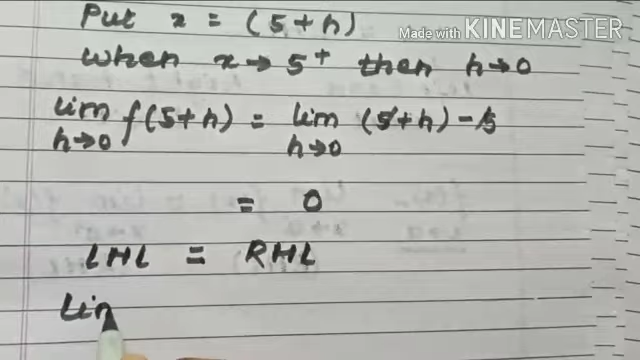 Put x = (5+h)
Made with KINEMASTER
when x→5⁺ then h→0
lim f(5+h) = lim (5+h)-5
h→0 h→0
= 0
LHL = RHL
Lim